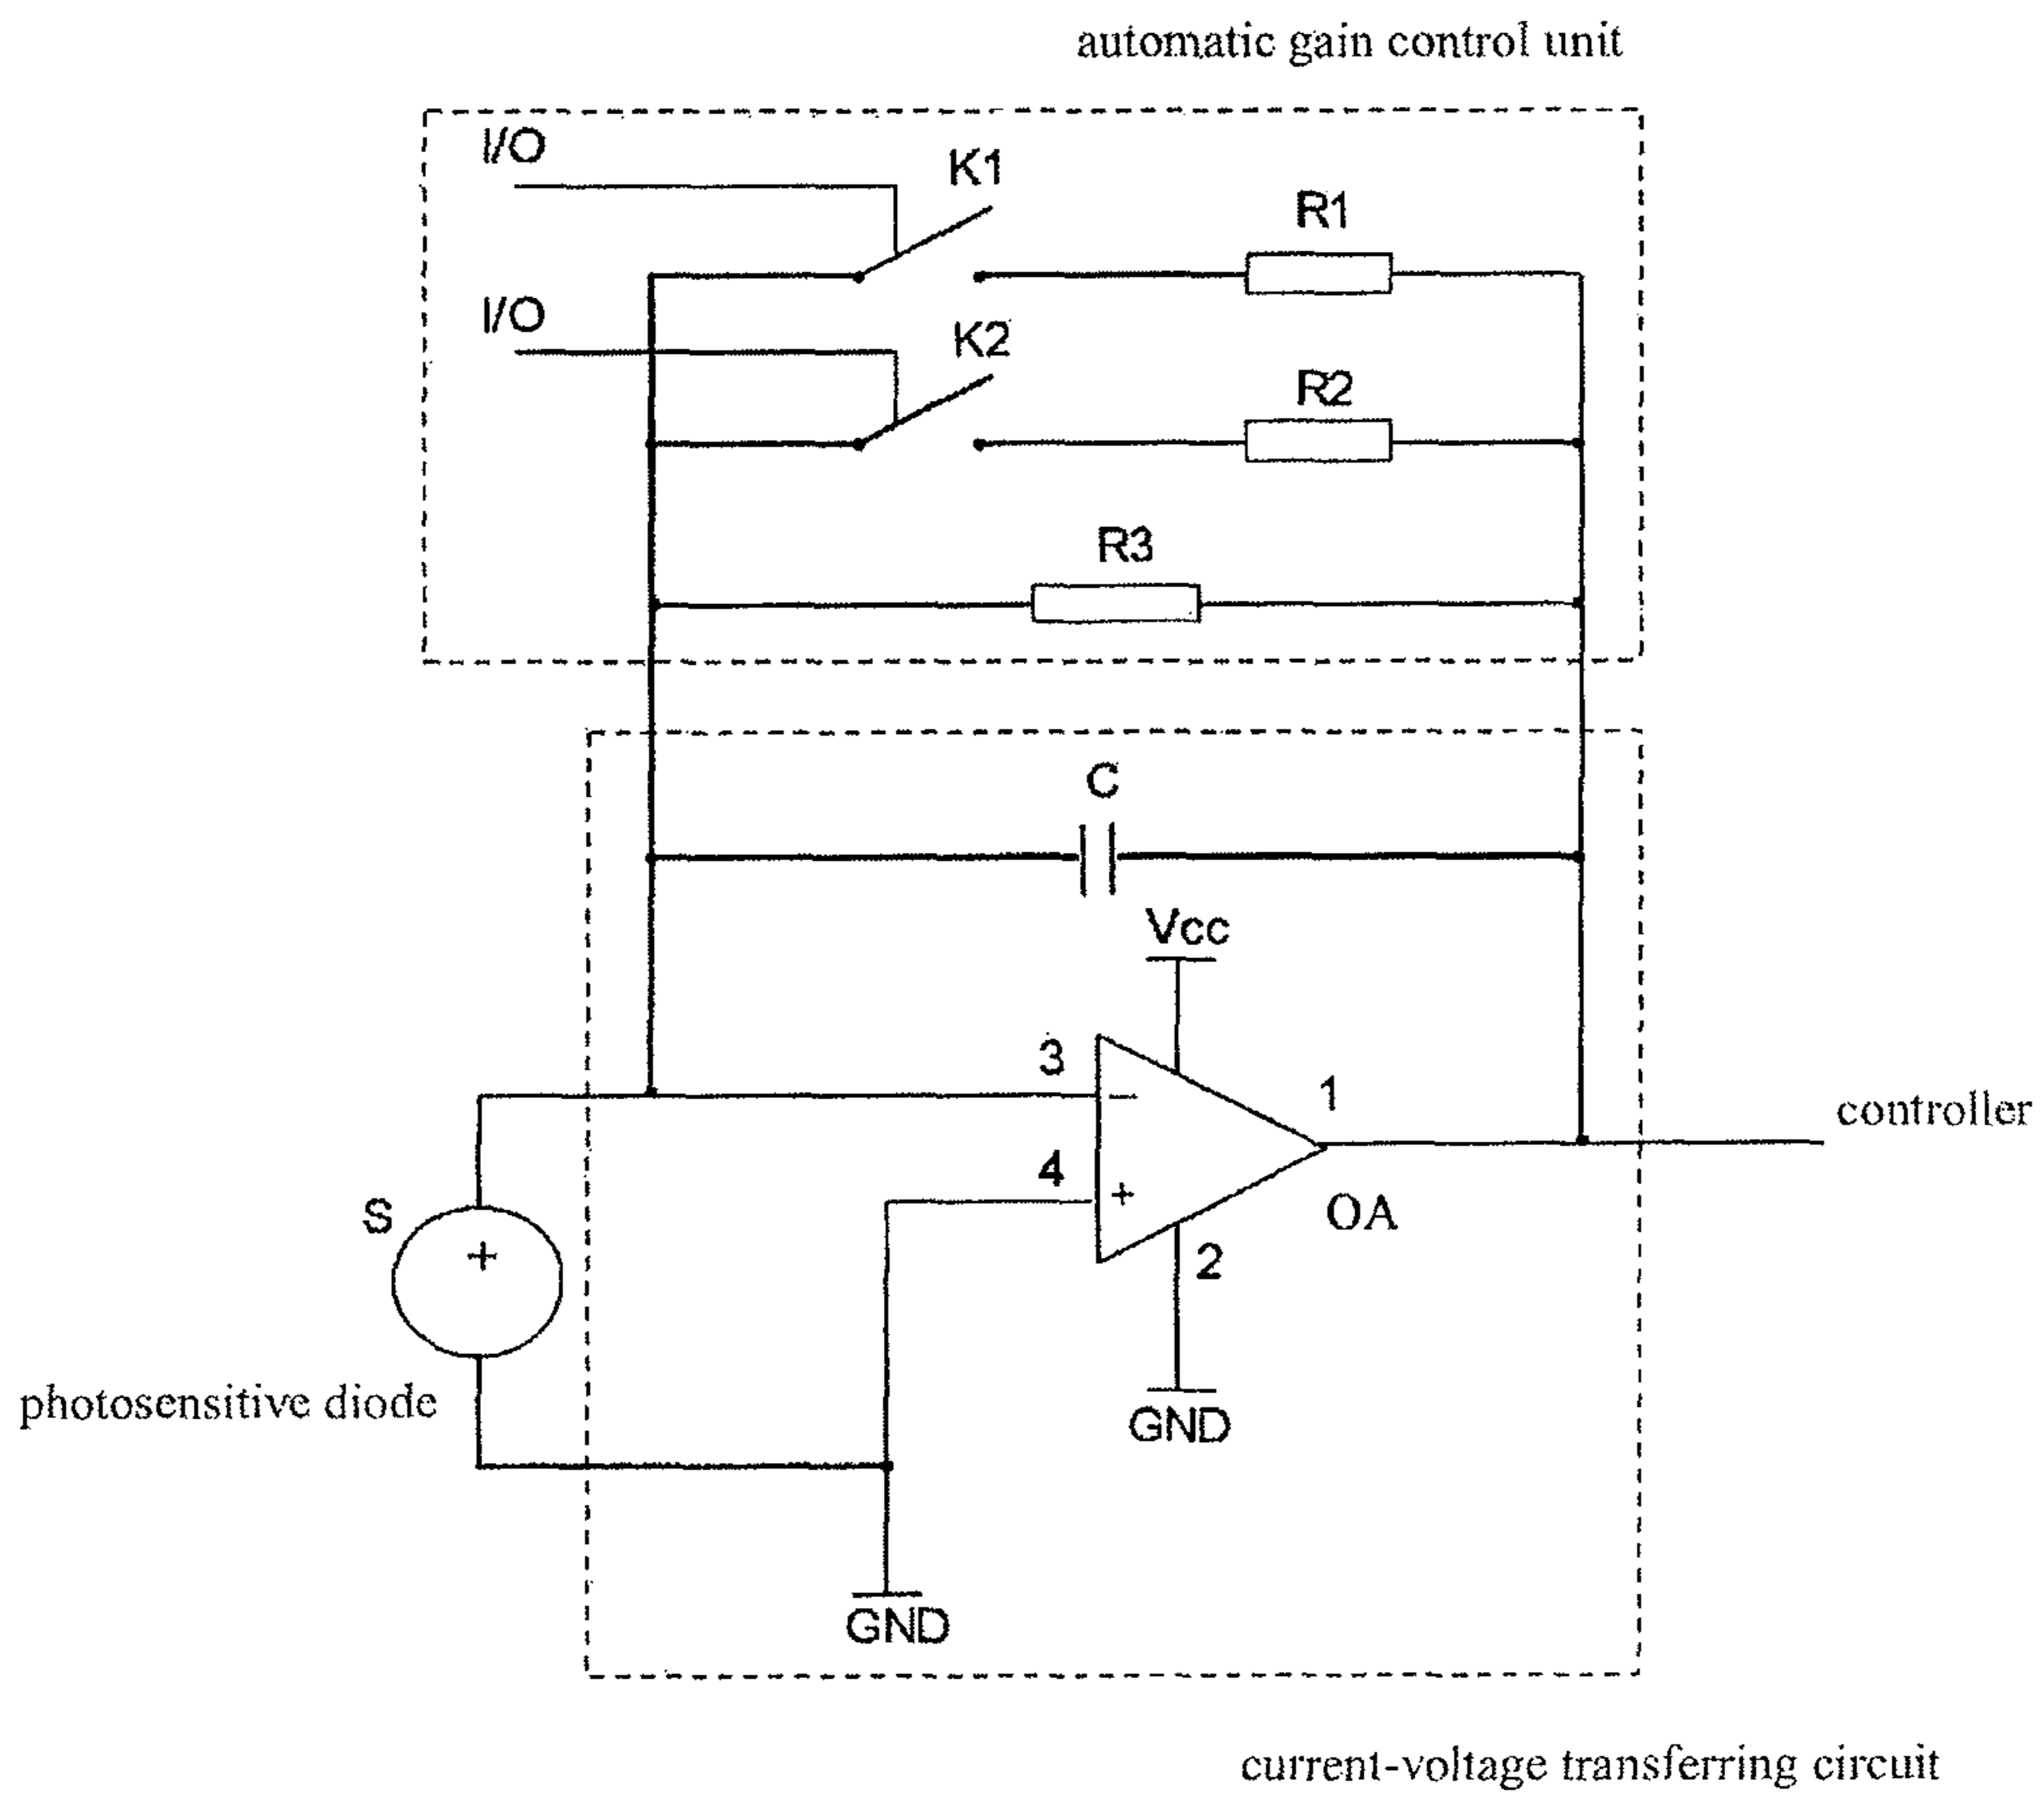 automatic gain control unit
I/O
K1
R1
I/O
K2
R2
R3
C
Vcc
3
-
1
controller
4
+
OA
S
+
2
photosensitive diode
GND
GND
current-voltage transferring circuit